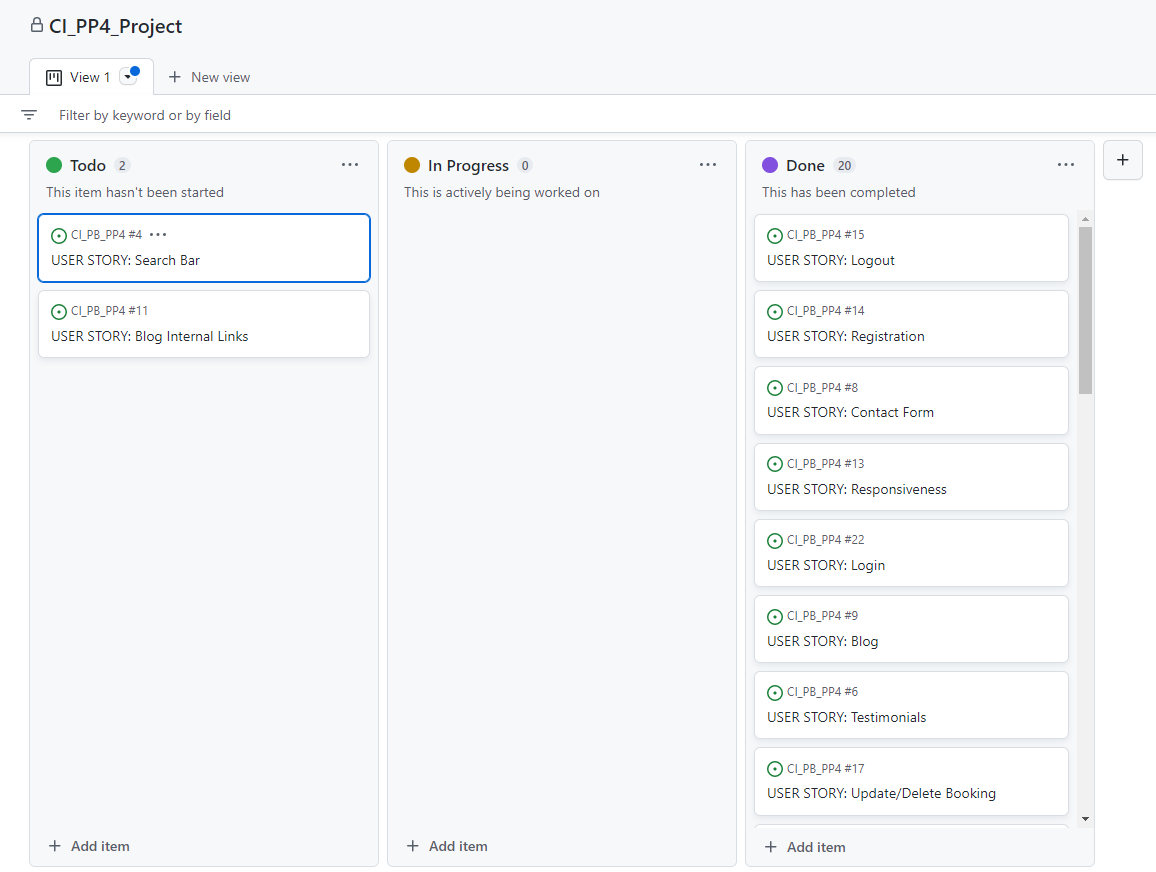 CI_PP4_Project
View 1
New view
Filter by keyword or by field
Todo 2
This item hasn't been started
CI_PB_PP4 #4
USER STORY: Search Bar
CI_PB_PP4 #11
USER STORY: Blog Internal Links
Add item
In Progress 0
This is actively being worked on
Add item
Done 20
This has been completed
CI_PB_PP4 #15
USER STORY: Logout
CI_PB_PP4 #14
USER STORY: Registration
CI_PB_PP4 #8
USER STORY: Contact Form
CI_PB_PP4 #13
USER STORY: Responsiveness
CI_PB_PP4 #22
USER STORY: Login
CI_PB_PP4 #9
USER STORY: Blog
CI_PB_PP4 #6
USER STORY: Testimonials
CI_PB_PP4 #17
USER STORY: Update/Delete Booking
Add item